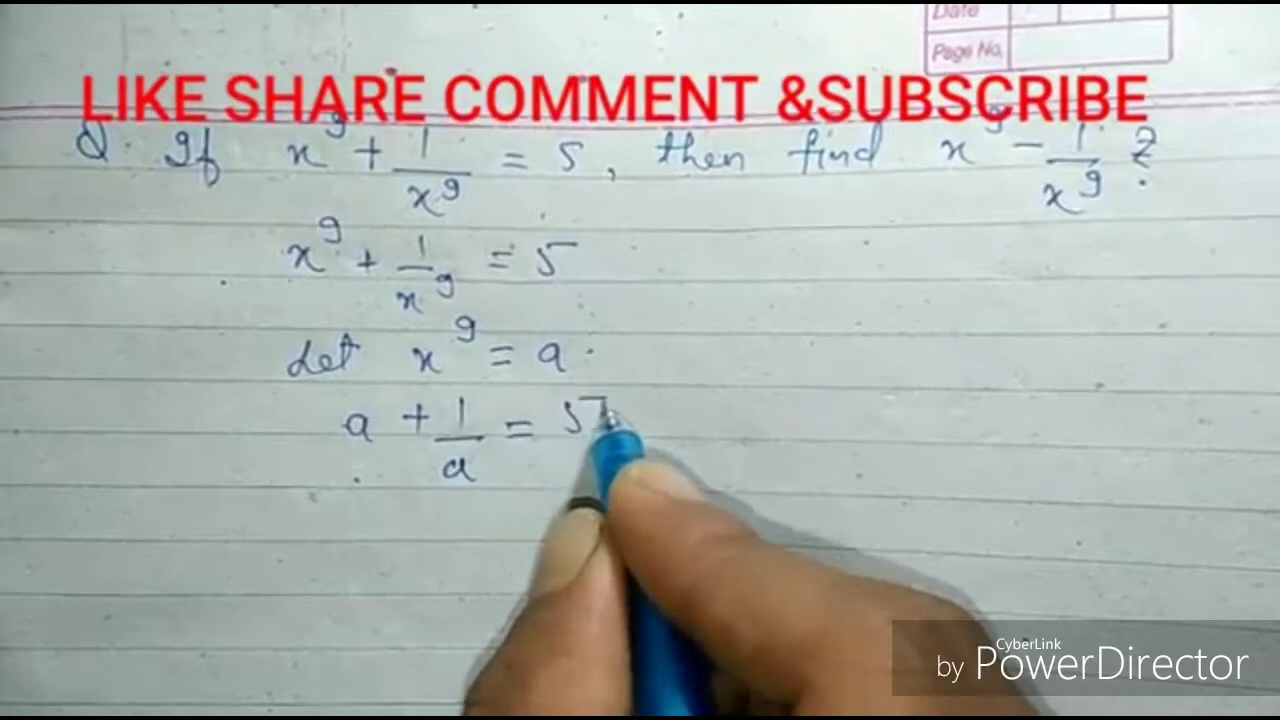 Date
Page No.
LIKE SHARE COMMENT &SUBSCRIBE
Q. If x⁹ + 1/x⁹ = 5, then find x⁹ - 1/x⁹ ?
x⁹ + 1/x⁹ = 5
Let x⁹ = a.
a + 1/a = 5
CyberLink
by PowerDirector